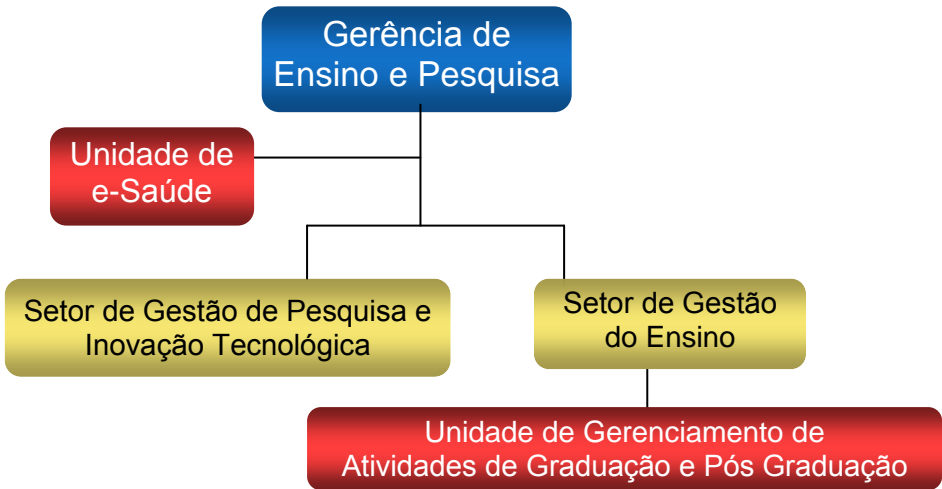 Gerência de
Ensino e Pesquisa
Unidade de
e-Saúde
Setor de Gestão de Pesquisa e
Inovação Tecnológica
Setor de Gestão
do Ensino
Unidade de Gerenciamento de
Atividades de Graduação e Pós Graduação